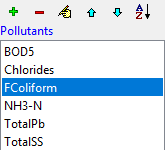 A
Z
Pollutants
BOD5
Chlorides
FColiform
NH3-N
TotalPb
TotalSS